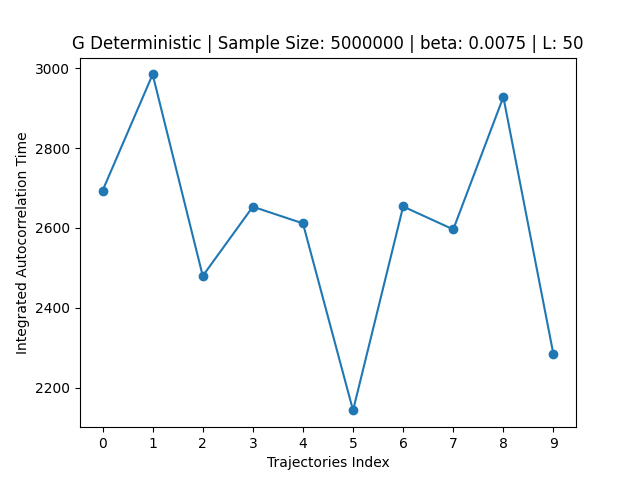 G Deterministic | Sample Size: 5000000 | beta: 0.0075 | L: 50
3000
2800
2600
2400
2200
Integrated Autocorrelation Time
0 1 2 3 4 5 6 7 8 9
Trajectories Index